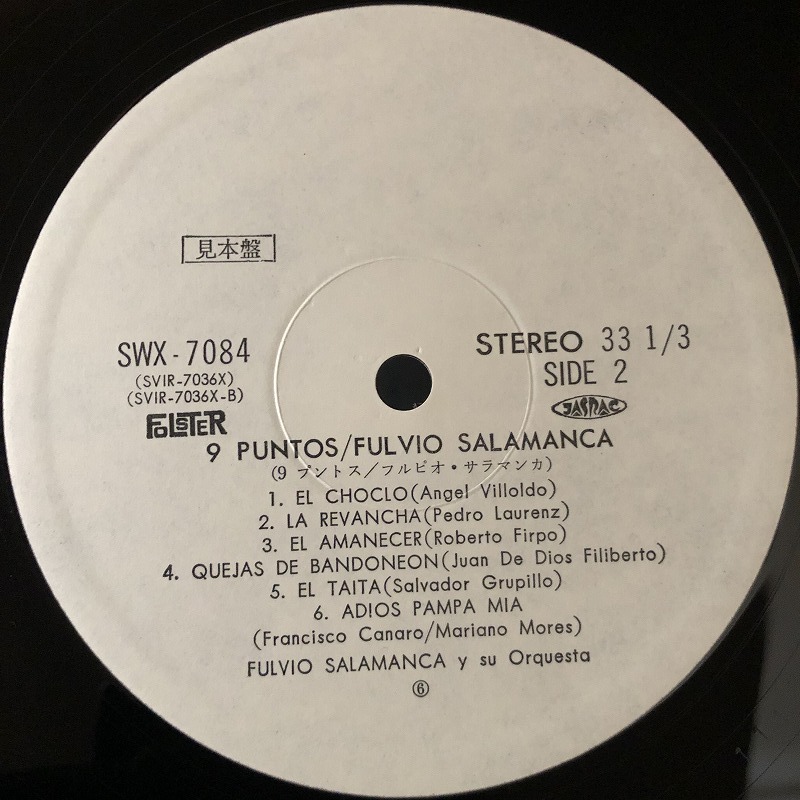 見本盤
SWX-7084
(SVIR-7036X)
(SVIR-7036X-B)
FOLSTER
STEREO 33 1/3
SIDE 2
JASRAC
9 PUNTOS/FULVIO SALAMANCA
(9 プントス/フルビオ・サラマンカ)
1. EL CHOCLO(Angel Villoldo)
2. LA REVANCHA(Pedro Laurenz)
3. EL AMANECER(Roberto Firpo)
4. QUEJAS DE BANDONEON(Juan De Dios Filiberto)
5. EL TAITA(Salvador Grupillo)
6. ADIOS PAMPA MIA
(Francisco Canaro/Mariano Mores)
FULVIO SALAMANCA y su Orquesta
⑥